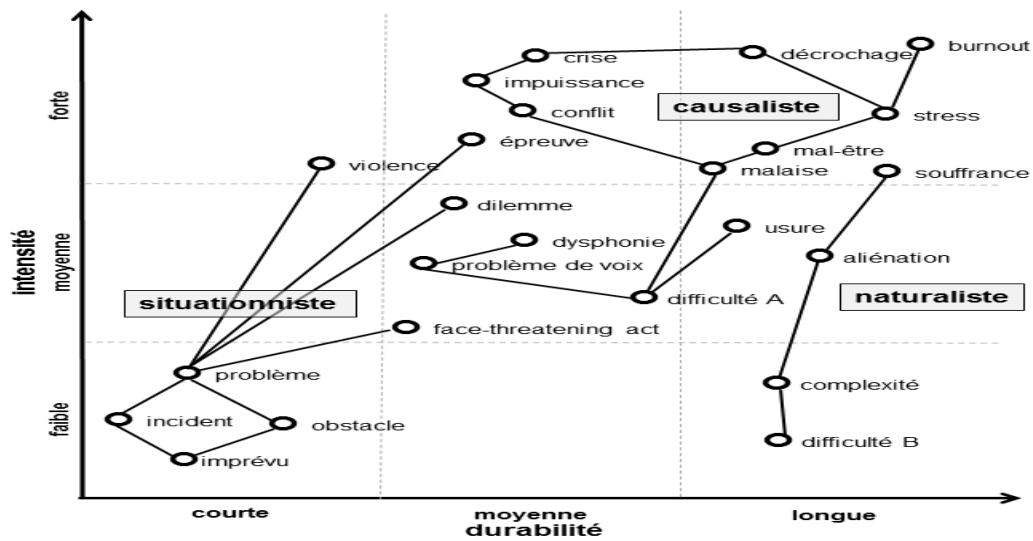 burnout
crise
décrochage
impuissance
causaliste
forte
conflit
stress
épreuve
mal-être
violence
malaise
souffrance
dilemme
usure
intensité
moyenne
dysphonie
problème de voix
aliénation
situationniste
difficulté A
naturaliste
face-threatening act
problème
complexité
faible
incident
obstacle
difficulté B
imprévu
courte
moyenne
longue
durabilité